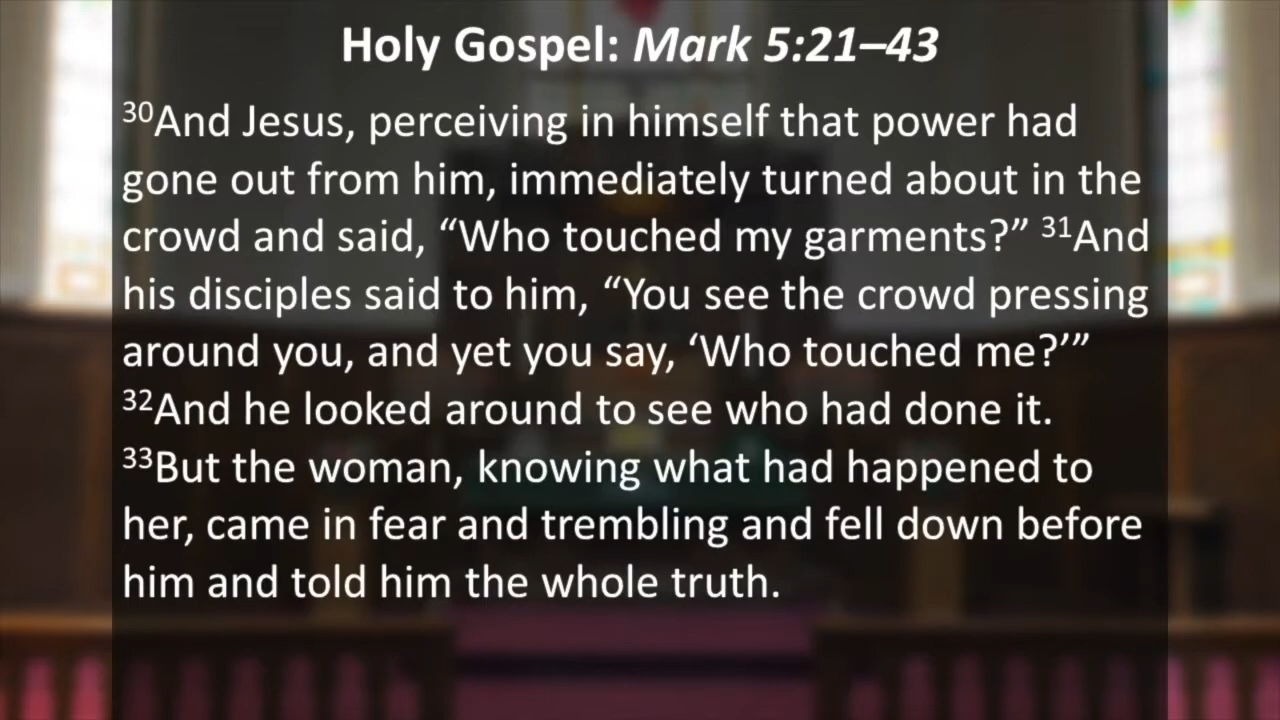 Holy Gospel: Mark 5:21–43
³⁰And Jesus, perceiving in himself that power had
gone out from him, immediately turned about in the
crowd and said, “Who touched my garments?” ³¹And
his disciples said to him, “You see the crowd pressing
around you, and yet you say, ‘Who touched me?’”
³²And he looked around to see who had done it.
³³But the woman, knowing what had happened to
her, came in fear and trembling and fell down before
him and told him the whole truth.